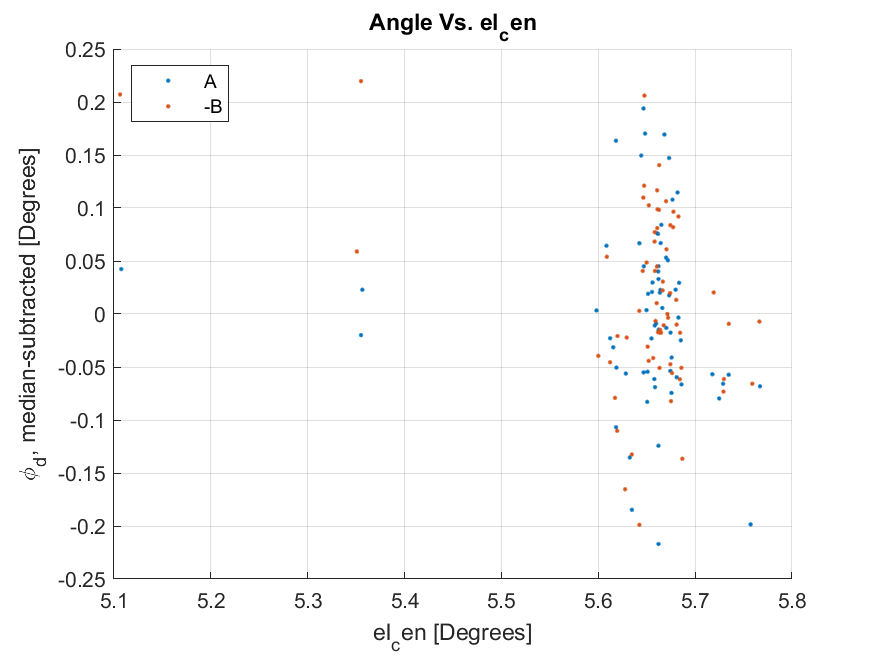 Angle Vs. el_cen
A
-B
0.25
0.2
0.15
0.1
0.05
0
-0.05
-0.1
-0.15
-0.2
-0.25
ϕ_d, median-subtracted [Degrees]
5.1 5.2 5.3 5.4 5.5 5.6 5.7 5.8
el_cen [Degrees]